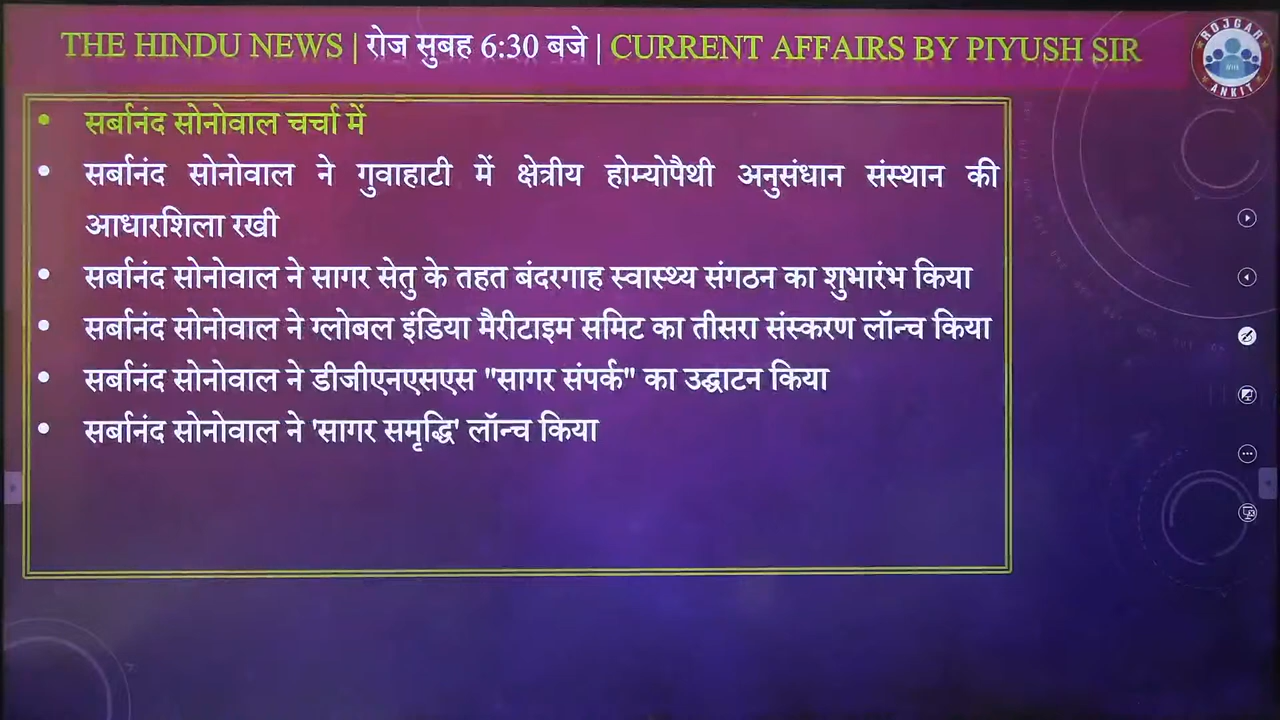 THE HINDU NEWS | रोज सुबह 6:30 बजे | CURRENT AFFAIRS BY PIYUSH SIR
ROJGAR
ANKIT
• सर्बानंद सोनोवाल चर्चा में
• सर्बानंद सोनोवाल ने गुवाहाटी में क्षेत्रीय होम्योपैथी अनुसंधान संस्थान की
आधारशिला रखी
• सर्बानंद सोनोवाल ने सागर सेतु के तहत बंदरगाह स्वास्थ्य संगठन का शुभारंभ किया
• सर्बानंद सोनोवाल ने ग्लोबल इंडिया मैरीटाइम समिट का तीसरा संस्करण लॉन्च किया
• सर्बानंद सोनोवाल ने डीजीएनएसएस "सागर संपर्क" का उद्घाटन किया
• सर्बानंद सोनोवाल ने 'सागर समृद्धि' लॉन्च किया